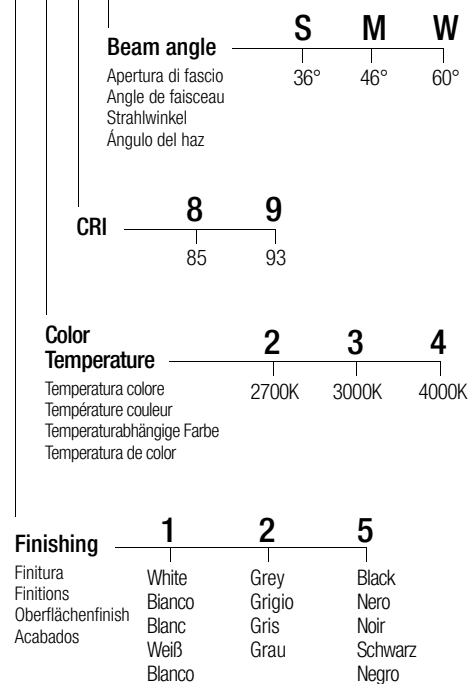 S M W
Beam angle
Apertura di fascio
Angle de faisceau
Strahlwinkel
Ángulo del haz
36° 46° 60°
8 9
CRI
85 93
Color
Temperature
2 3 4
Temperatura colore
Température couleur
Temperaturabhängige Farbe
Temperatura de color
2700K 3000K 4000K
1 2 5
Finishing
Finitura
Finitions
Oberflächenfinish
Acabados
White
Bianco
Blanc
Weiß
Blanco
Grey
Grigio
Gris
Grau
Black
Nero
Noir
Schwarz
Negro